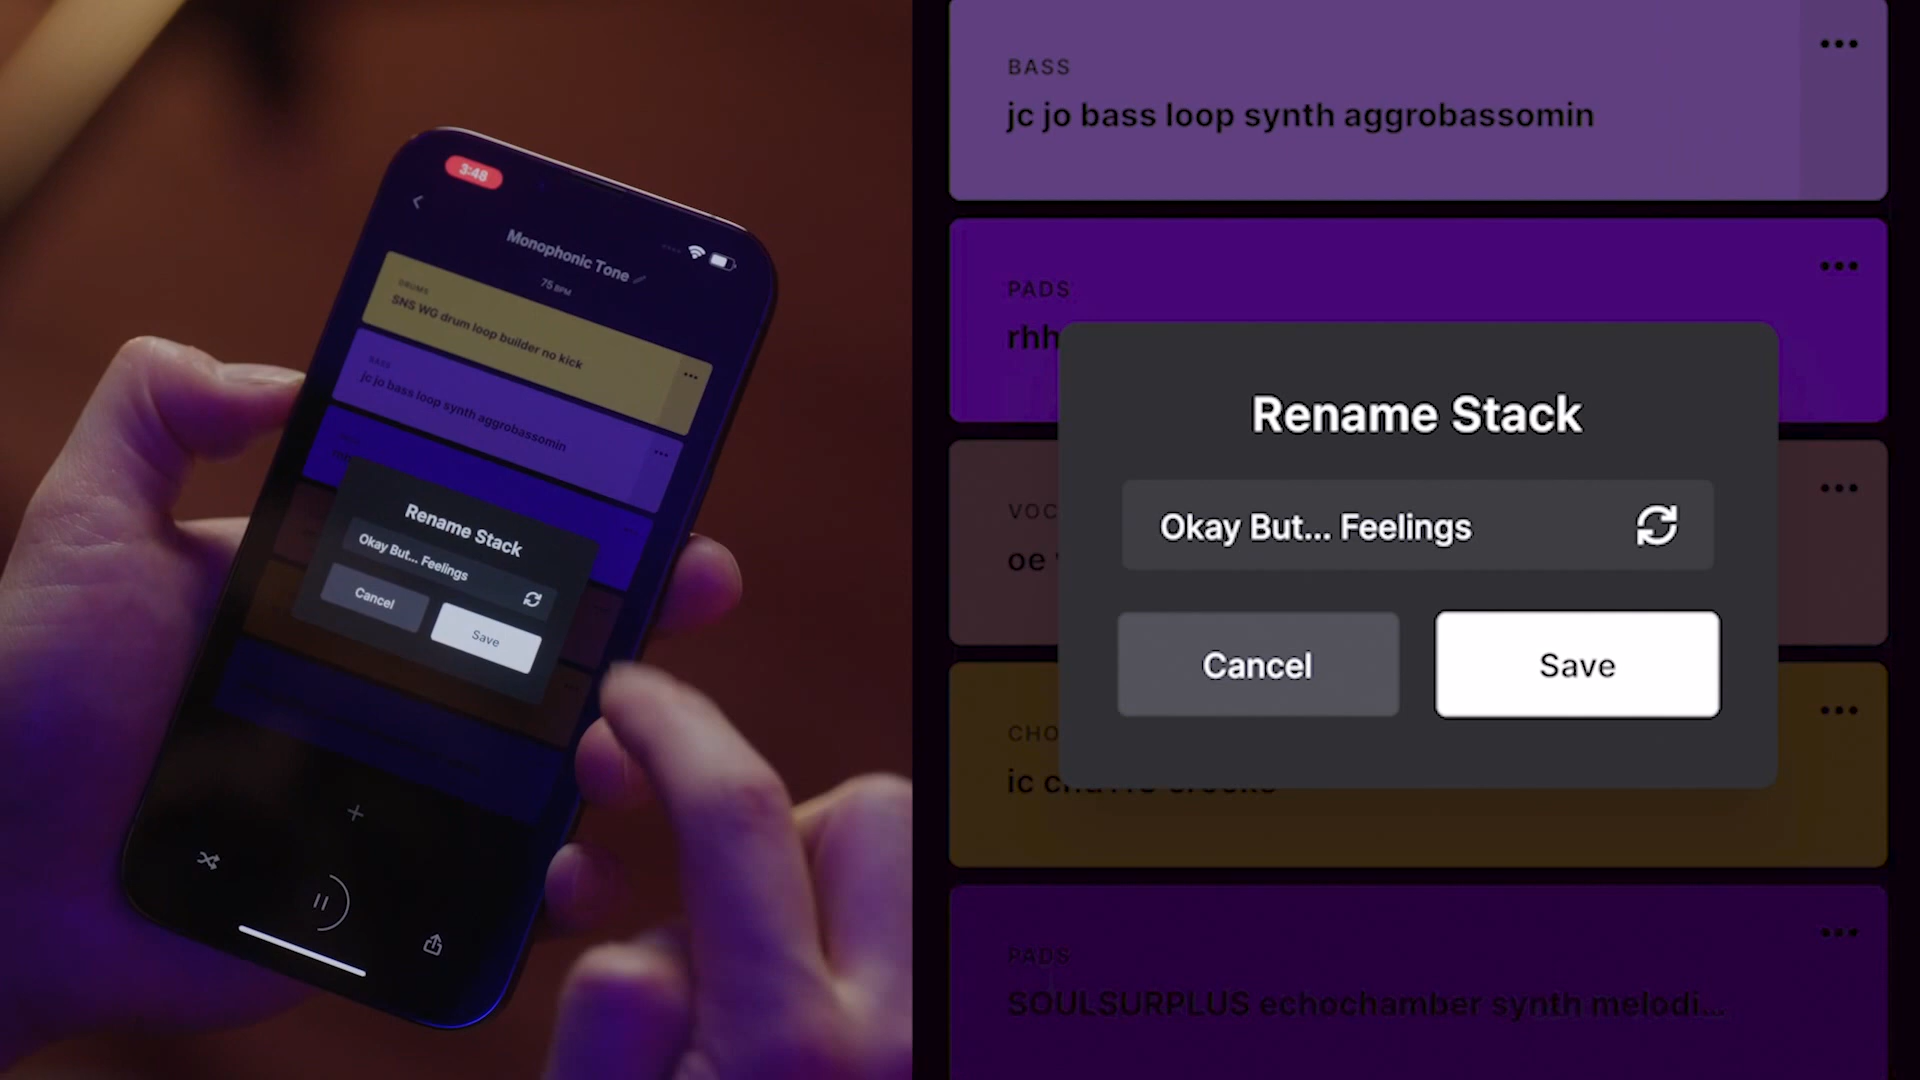 3:48
Monophonic Tone
75 BPM
DRUMS
SNS WG drum loop builder no kick
BASS
jc jo bass loop synth aggrobassomin
Rename Stack
Okay But... Feelings
Cancel
Save
BASS
jc jo bass loop synth aggrobassomin
PADS
rhh
Rename Stack
Okay But... Feelings
Cancel
Save
VOC
oe
CHO
ic
PADS
SOULSURPLUS echochamber synth melodi...